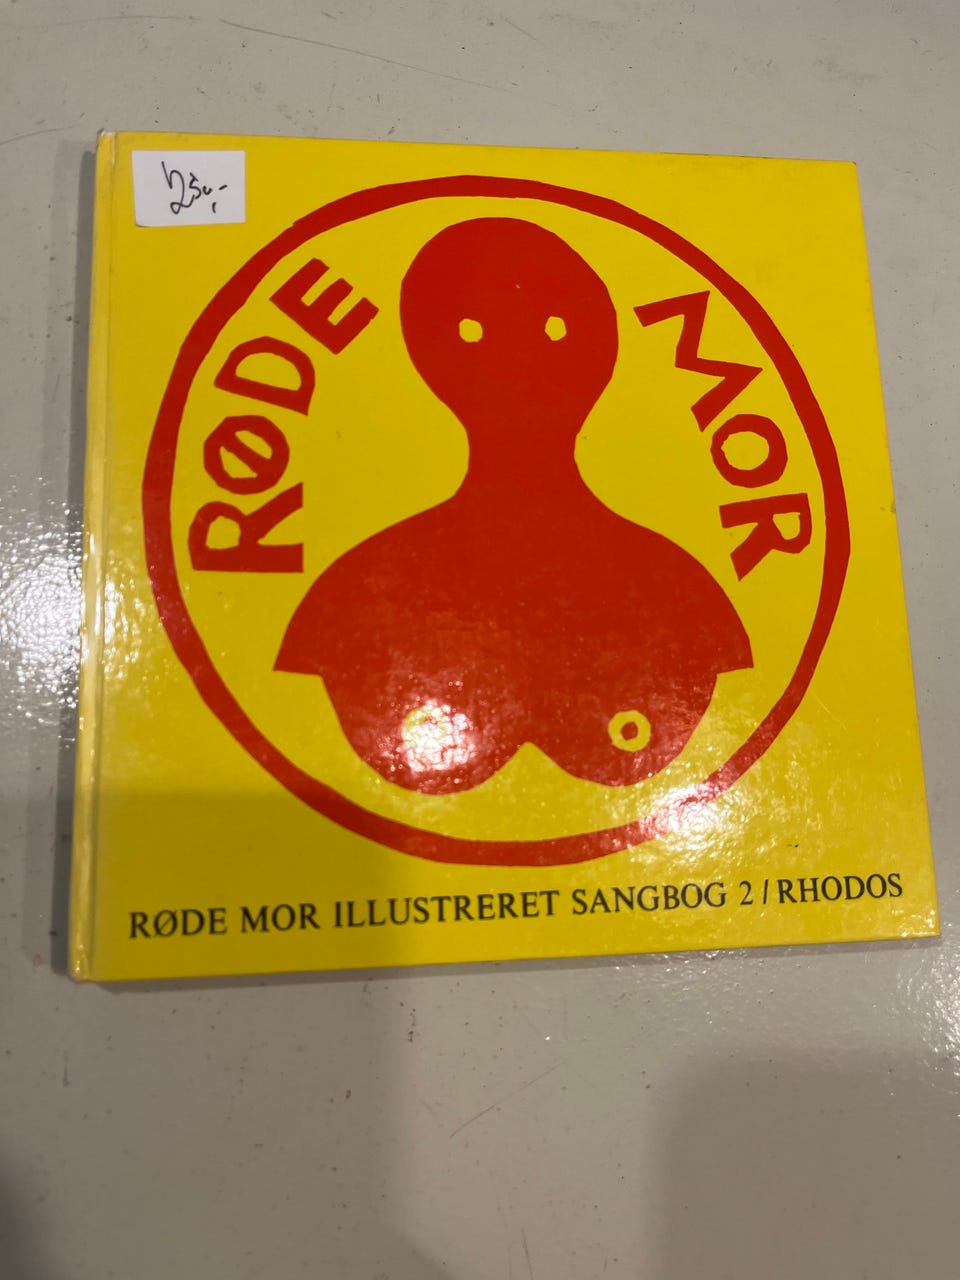 250,-
RØDE MOR
RØDE MOR ILLUSTRERET SANGBOG 2 / RHODOS